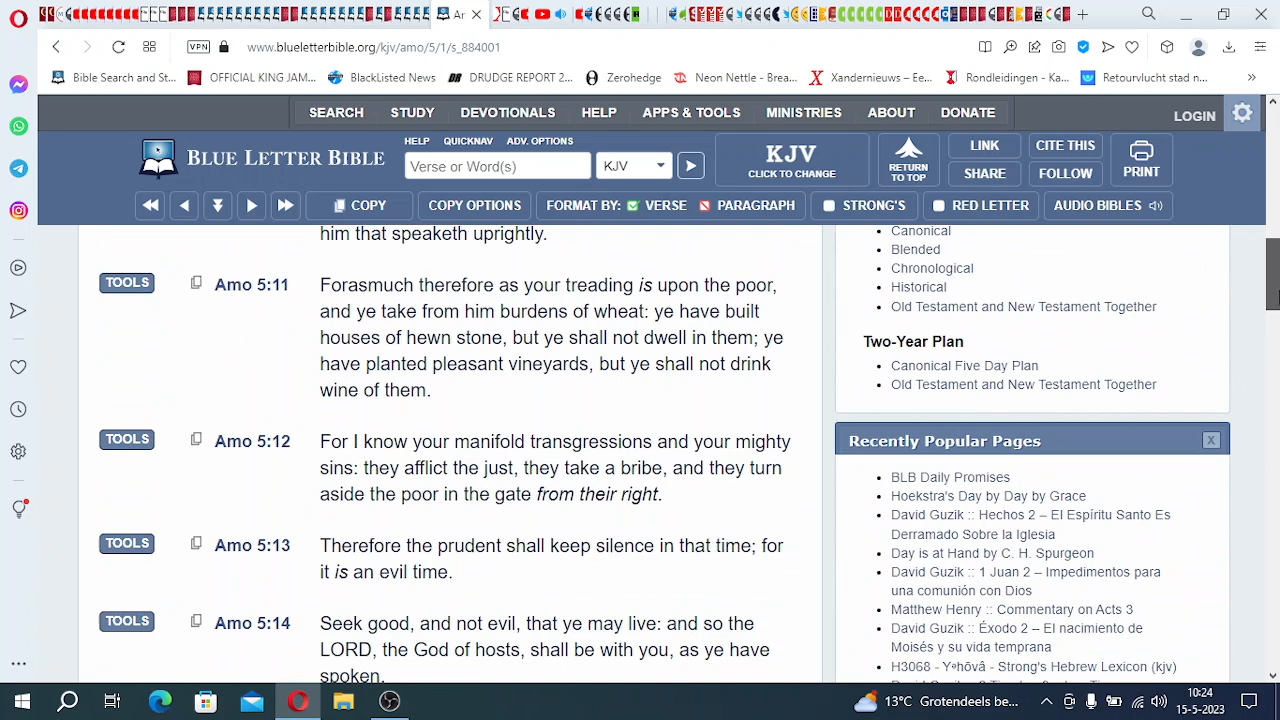 Ar
www.blueletterbible.org/kjv/amo/5/1/s_884001
VPN
Bible Search and St...
OFFICIAL KING JAM...
BlackListed News
DRUDGE REPORT 2...
Zerohedge
Neon Nettle - Brea...
Xandernieuws – Ee...
Rondleidingen - Ka...
Retourvlucht stad n...
»
SEARCH
STUDY
DEVOTIONALS
HELP
APPS & TOOLS
MINISTRIES
ABOUT
DONATE
LOGIN
BLUE LETTER BIBLE
HELP QUICKNAV ADV. OPTIONS
Verse or Word(s)
KJV
KJV
CLICK TO CHANGE
RETURN
TO TOP
LINK
CITE THIS
SHARE
FOLLOW
PRINT
COPY
COPY OPTIONS
FORMAT BY: VERSE PARAGRAPH
STRONG'S
RED LETTER
AUDIO BIBLES
him that speaketh uprightly.
TOOLS
Amo 5:11
Forasmuch therefore as your treading is upon the poor,
and ye take from him burdens of wheat: ye have built
houses of hewn stone, but ye shall not dwell in them; ye
have planted pleasant vineyards, but ye shall not drink
wine of them.
TOOLS
Amo 5:12
For I know your manifold transgressions and your mighty
sins: they afflict the just, they take a bribe, and they turn
aside the poor in the gate from their right.
TOOLS
Amo 5:13
Therefore the prudent shall keep silence in that time; for
it is an evil time.
TOOLS
Amo 5:14
Seek good, and not evil, that ye may live: and so the
LORD, the God of hosts, shall be with you, as ye have
spoken.
Canonical
Blended
Chronological
Historical
Old Testament and New Testament Together
Two-Year Plan
Canonical Five Day Plan
Old Testament and New Testament Together
Recently Popular Pages
X
BLB Daily Promises
Hoekstra's Day by Day by Grace
David Guzik :: Hechos 2 – El Espíritu Santo Es
Derramado Sobre la Iglesia
Day is at Hand by C. H. Spurgeon
David Guzik :: 1 Juan 2 – Impedimentos para
una comunión con Dios
Matthew Henry :: Commentary on Acts 3
David Guzik :: Éxodo 2 – El nacimiento de
Moisés y su vida temprana
H3068 - Yᵊhōvâ - Strong's Hebrew Lexicon (kjv)
13°C Grotendeels be...
10:24
15-5-2023